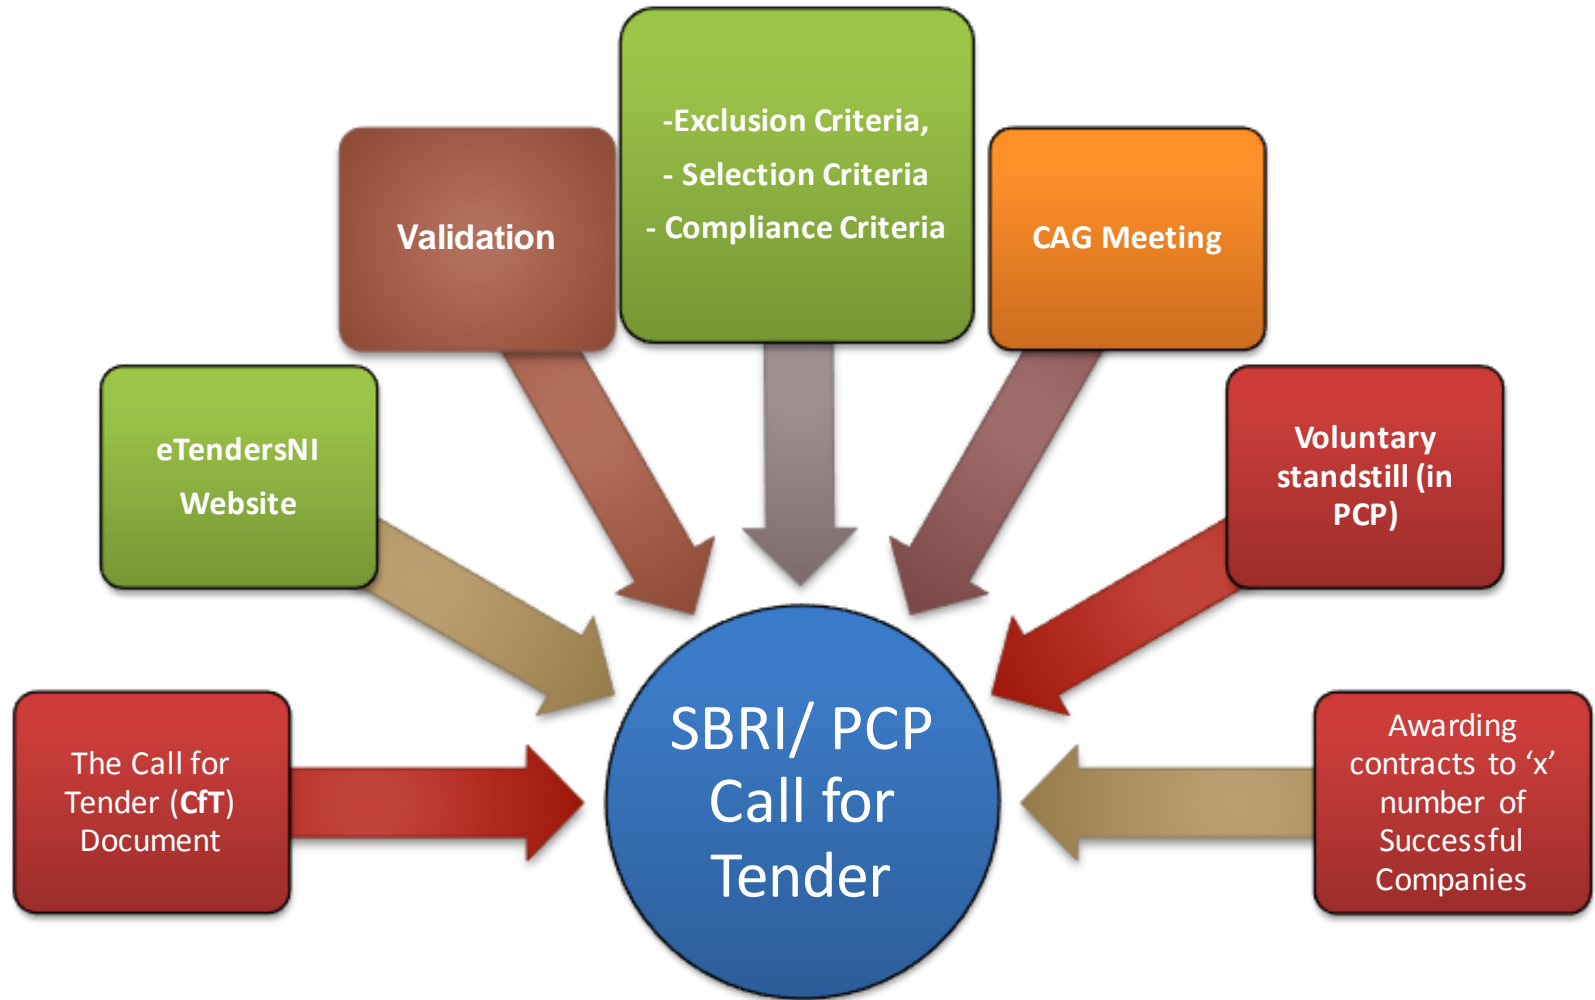 -Exclusion Criteria,
- Selection Criteria
- Compliance Criteria
Validation
CAG Meeting
eTendersNI
Website
Voluntary
standstill (in
PCP)
The Call for
Tender (CfT)
Document
SBRI/ PCP
Call for
Tender
Awarding
contracts to ‘x’
number of
Successful
Companies